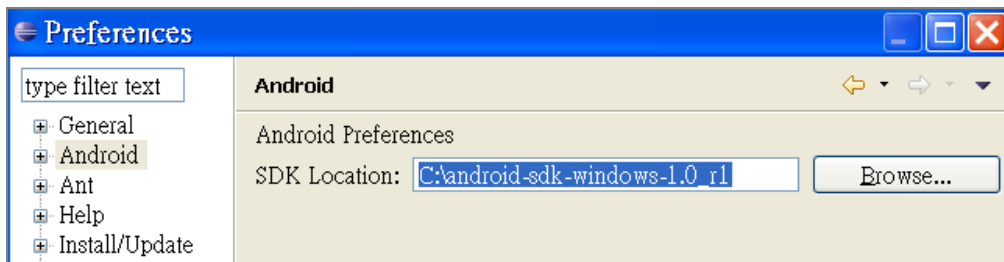 Preferences
type filter text
General
Android
Ant
Help
Install/Update
Android
Android Preferences
SDK Location: C:\android-sdk-windows-1.0_r1 Browse...